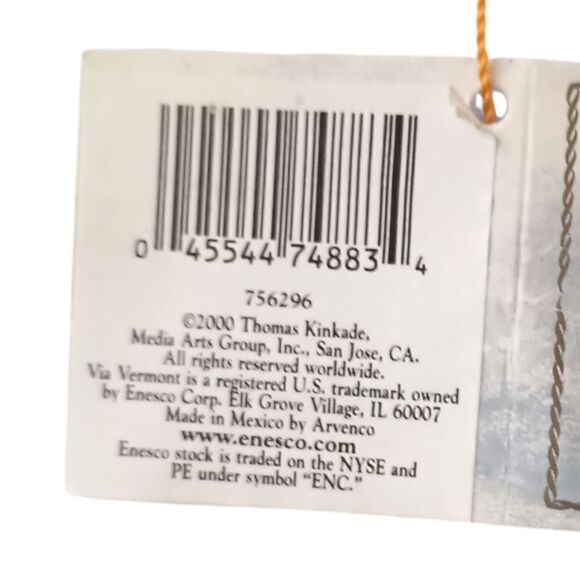 0 45544 74883 4
756296
©2000 Thomas Kinkade,
Media Arts Group, Inc., San Jose, CA.
All rights reserved worldwide.
Via Vermont is a registered U.S. trademark owned
by Enesco Corp. Elk Grove Village, IL 60007
Made in Mexico by Arvenco
www.enesco.com
Enesco stock is traded on the NYSE and
PE under symbol "ENC."